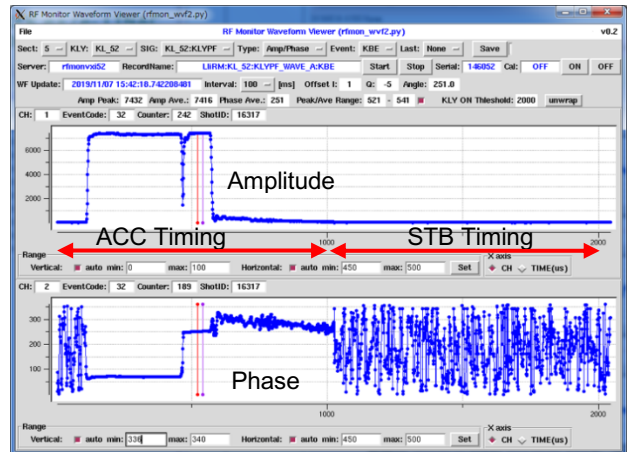 RF Monitor Waveform Viewer (rfmon_wvf2.py)
File RF Monitor Waveform Viewer (rfmon_wvf2.py) v0.2
Sect: 5 KLY: KL_52 SIG: KL_52:KLYPF Type: Amp/Phase Event: KBE Last: None Save
Server: rfmonvxi52 RecordName: LIiRM:KL_52:KLYPF_WAVE_A:KBE Start Stop Serial: 146052 Cal: OFF ON OFF
WF Update: 2019/11/07 15:42:18.742208481 Interval: 100 [ms] Offset I: 1 Q: -5 Angle: 251.0
Amp Peak: 7432 Amp Ave.: 7416 Phase Ave.: 251 Peak/Ave Range: 521 - 541 KLY ON Thleshold: 2000 unwrap
CH: 1 EventCode: 32 Counter: 242 ShotID: 16317
6000
Amplitude
4000
2000
ACC Timing STB Timing
1000 2000
Range X axis
Vertical: auto min: 0 max: 100 Horizontal: auto min: 450 max: 500 Set CH TIME(us)
CH: 2 EventCode: 32 Counter: 189 ShotID: 16317
300
200
100
Phase
1000 2000
Range X axis
Vertical: auto min: 336 max: 340 Horizontal: auto min: 450 max: 500 Set CH TIME(us)